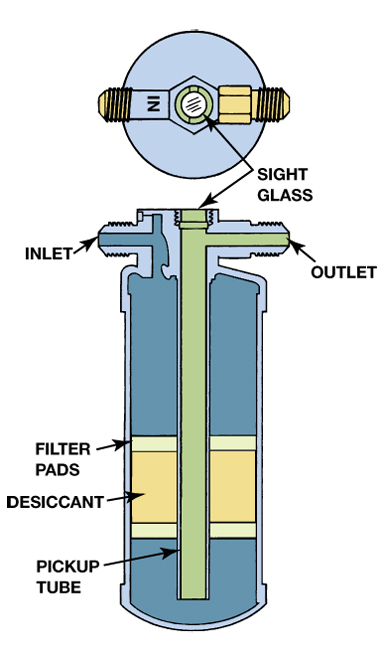 IN
SIGHT
GLASS
INLET
OUTLET
FILTER
PADS
DESICCANT
PICKUP
TUBE